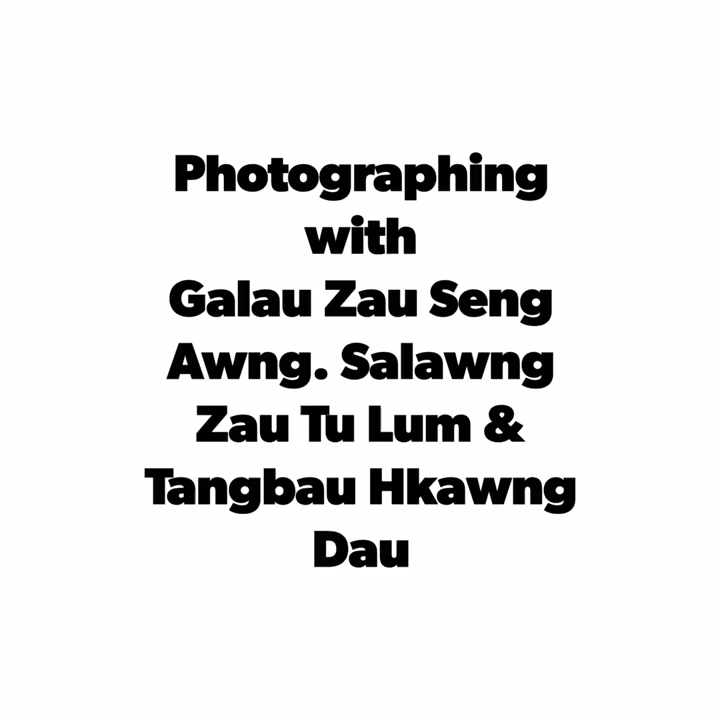 Photographing
with
Galau Zau Seng
Awng. Salawng
Zau Tu Lum &
Tangbau Hkawng
Dau